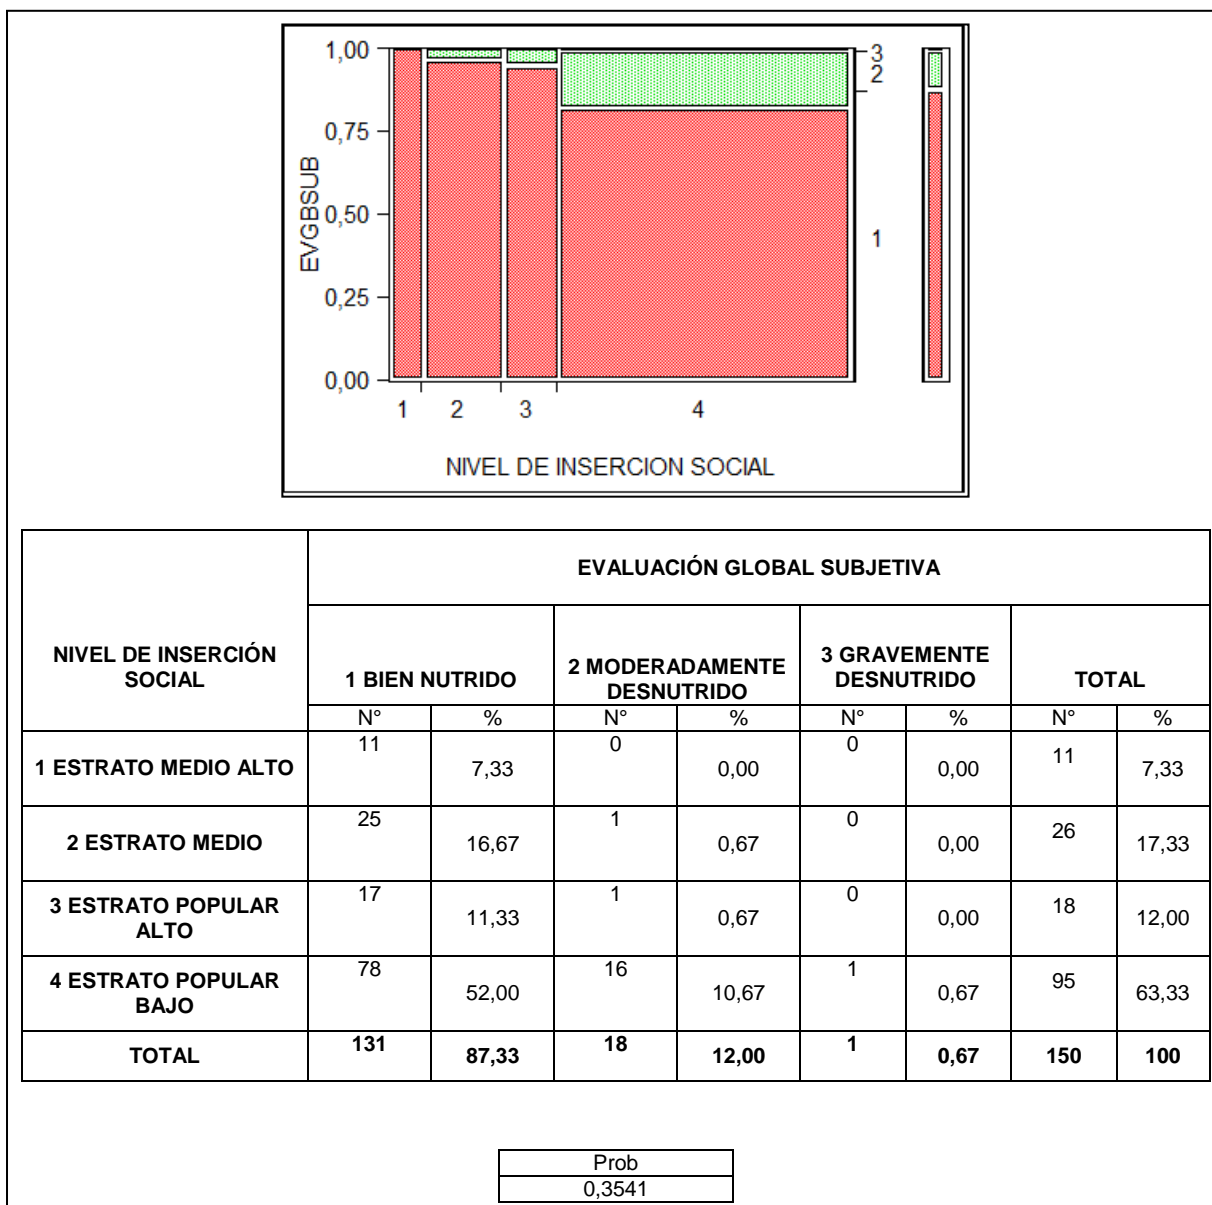 1,00
0,75
0,50
0,25
0,00
EVGBSUB
3
2
1
1 2 3 4
NIVEL DE INSERCION SOCIAL
NIVEL DE INSERCIÓN
SOCIAL
EVALUACIÓN GLOBAL SUBJETIVA
1 BIEN NUTRIDO
2 MODERADAMENTE
DESNUTRIDO
3 GRAVEMENTE
DESNUTRIDO
TOTAL
N° % N° % N° % N° %
1 ESTRATO MEDIO ALTO 11 7,33 0 0,00 0 0,00 11 7,33
2 ESTRATO MEDIO 25 16,67 1 0,67 0 0,00 26 17,33
3 ESTRATO POPULAR
ALTO 17 11,33 1 0,67 0 0,00 18 12,00
4 ESTRATO POPULAR
BAJO 78 52,00 16 10,67 1 0,67 95 63,33
TOTAL 131 87,33 18 12,00 1 0,67 150 100
Prob
0,3541